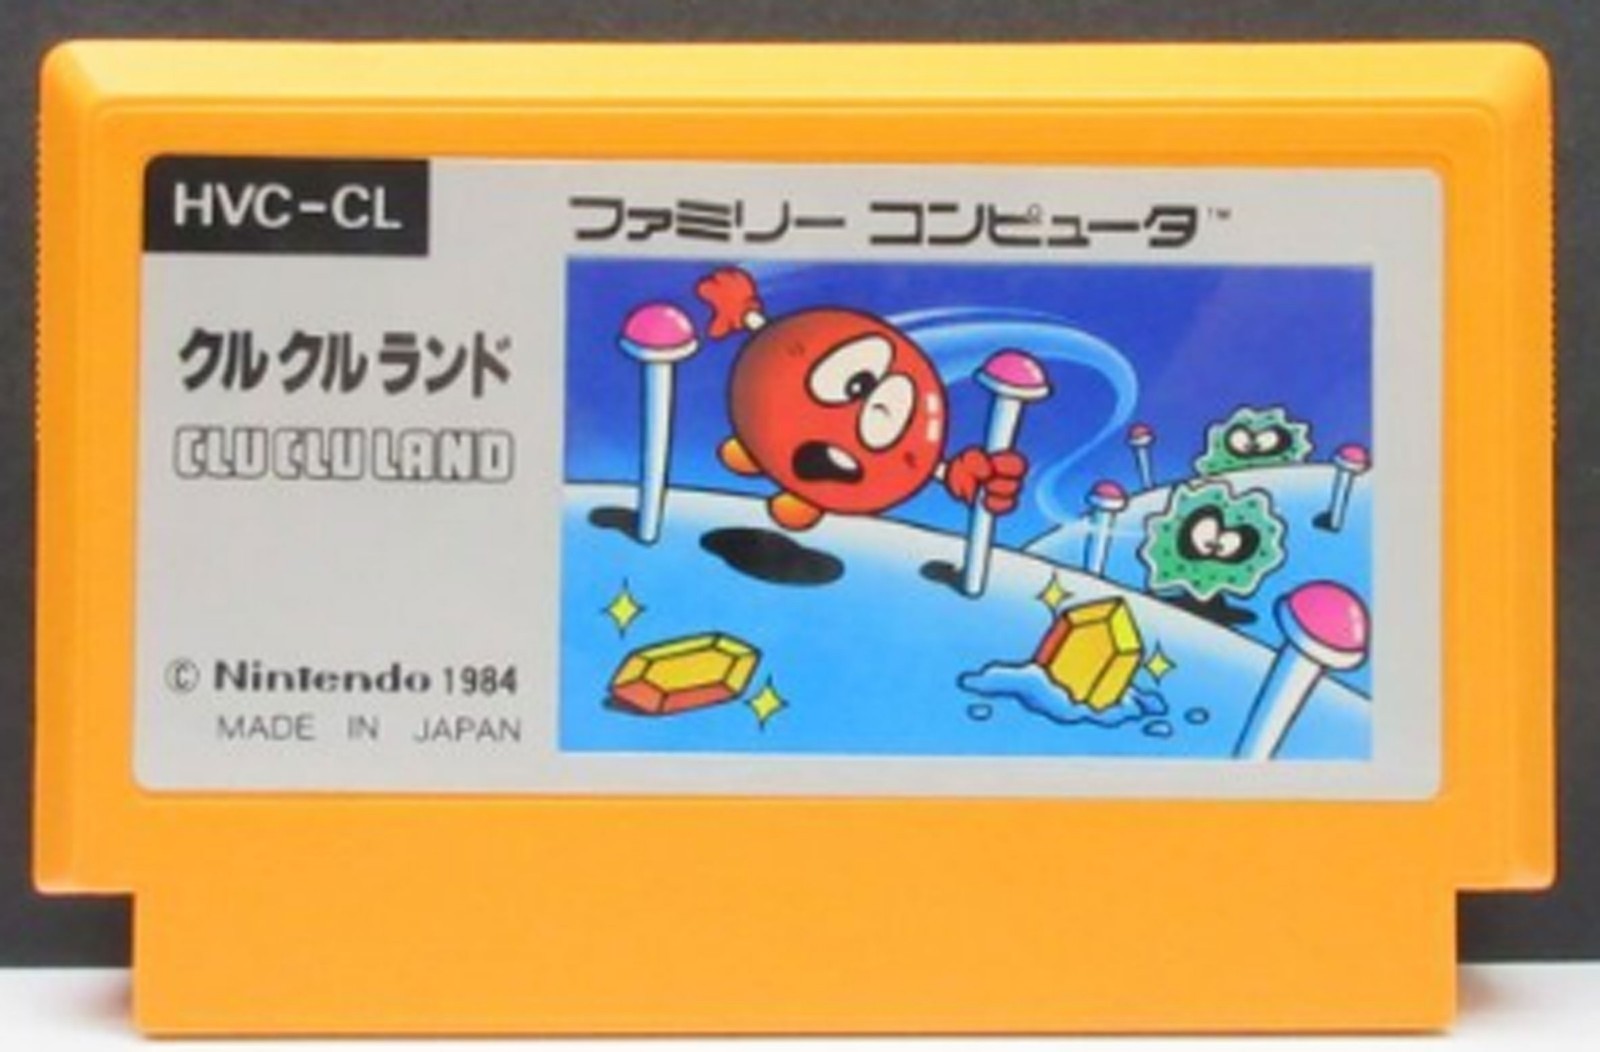 HVC-CL
ファミリー コンピュータ™
クルクルランド
CLU CLU LAND
© Nintendo 1984
MADE IN JAPAN